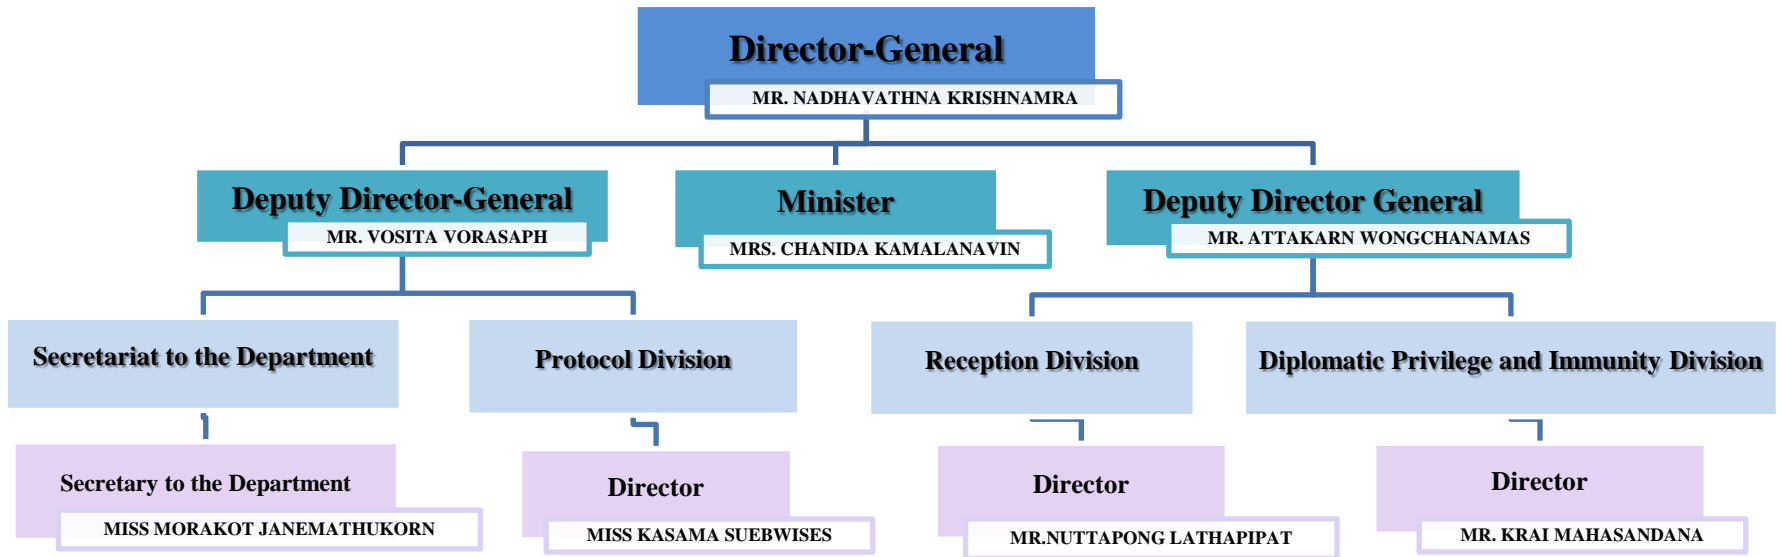 Director-General
MR. NADHAVATHNA KRISHNAMRA
Deputy Director-General
MR. VOSITA VORASAPH
Minister
MRS. CHANIDA KAMALANAVIN
Deputy Director General
MR. ATTAKARN WONGCHANAMAS
Secretariat to the Department
Protocol Division
Reception Division
Diplomatic Privilege and Immunity Division
Secretary to the Department
MISS MORAKOT JANEMATHUKORN
Director
MISS KASAMA SUEBWISES
Director
MR.NUTTAPONG LATHAPIPAT
Director
MR. KRAI MAHASANDANA